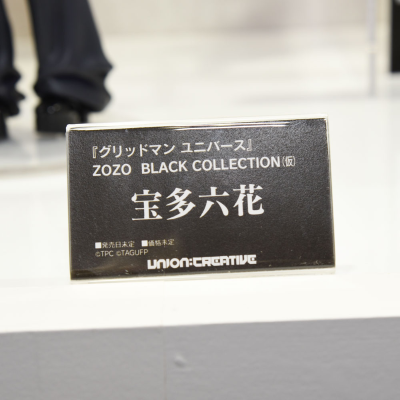 『グリッドマン ユニバース』
ZOZO BLACK COLLECTION(仮)
宝多六花
■発売日未定 ■価格未定
©TPC ©TAGUFP
UNION:CREATIVE